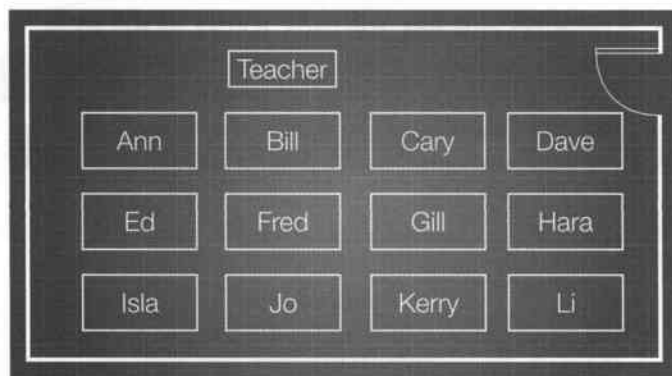 Teacher
Ann Bill Cary Dave
Ed Fred Gill Hara
Isla Jo Kerry Li